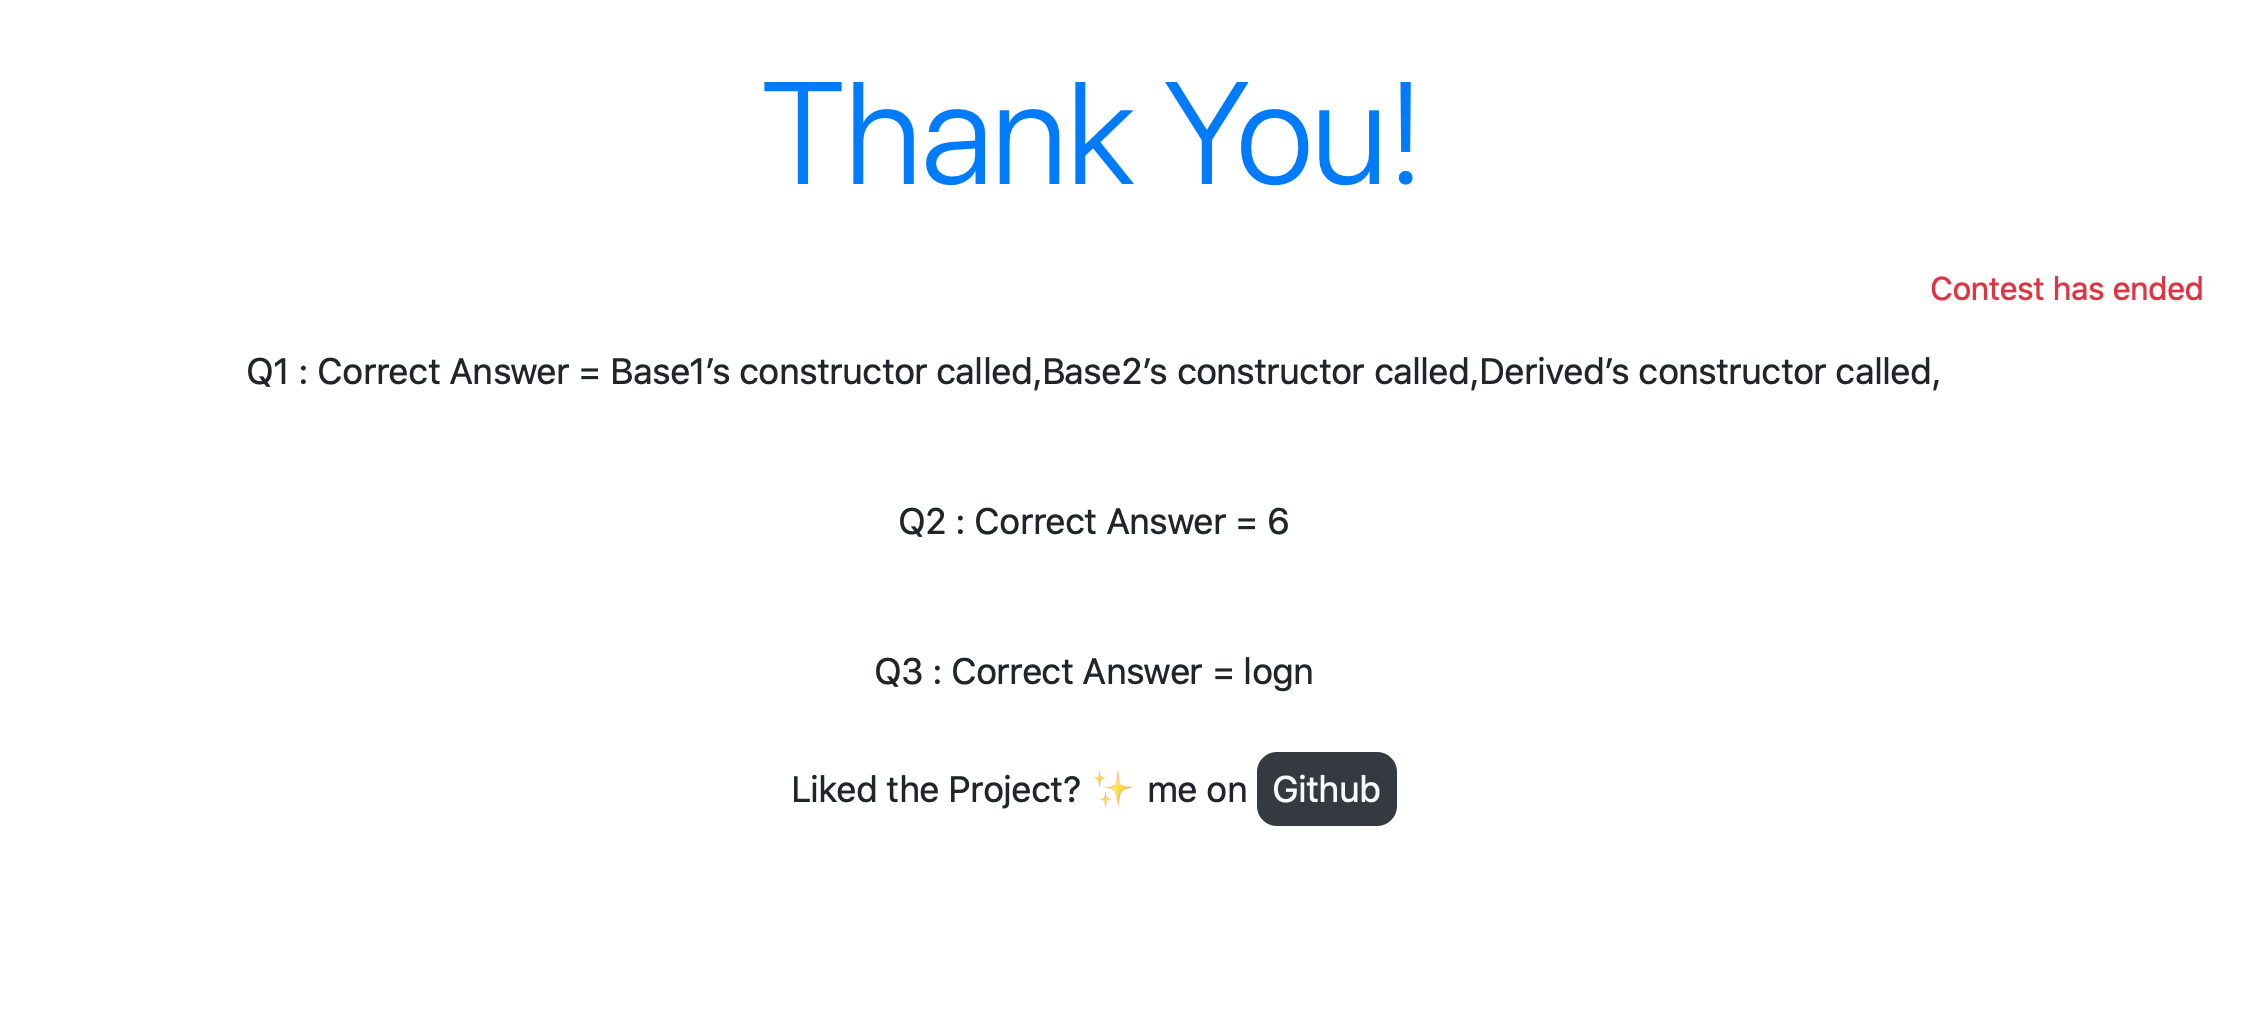 Thank You!
Contest has ended
Q1 : Correct Answer = Base1’s constructor called,Base2’s constructor called,Derived’s constructor called,
Q2 : Correct Answer = 6
Q3 : Correct Answer = logn
Liked the Project? ✨ me on Github